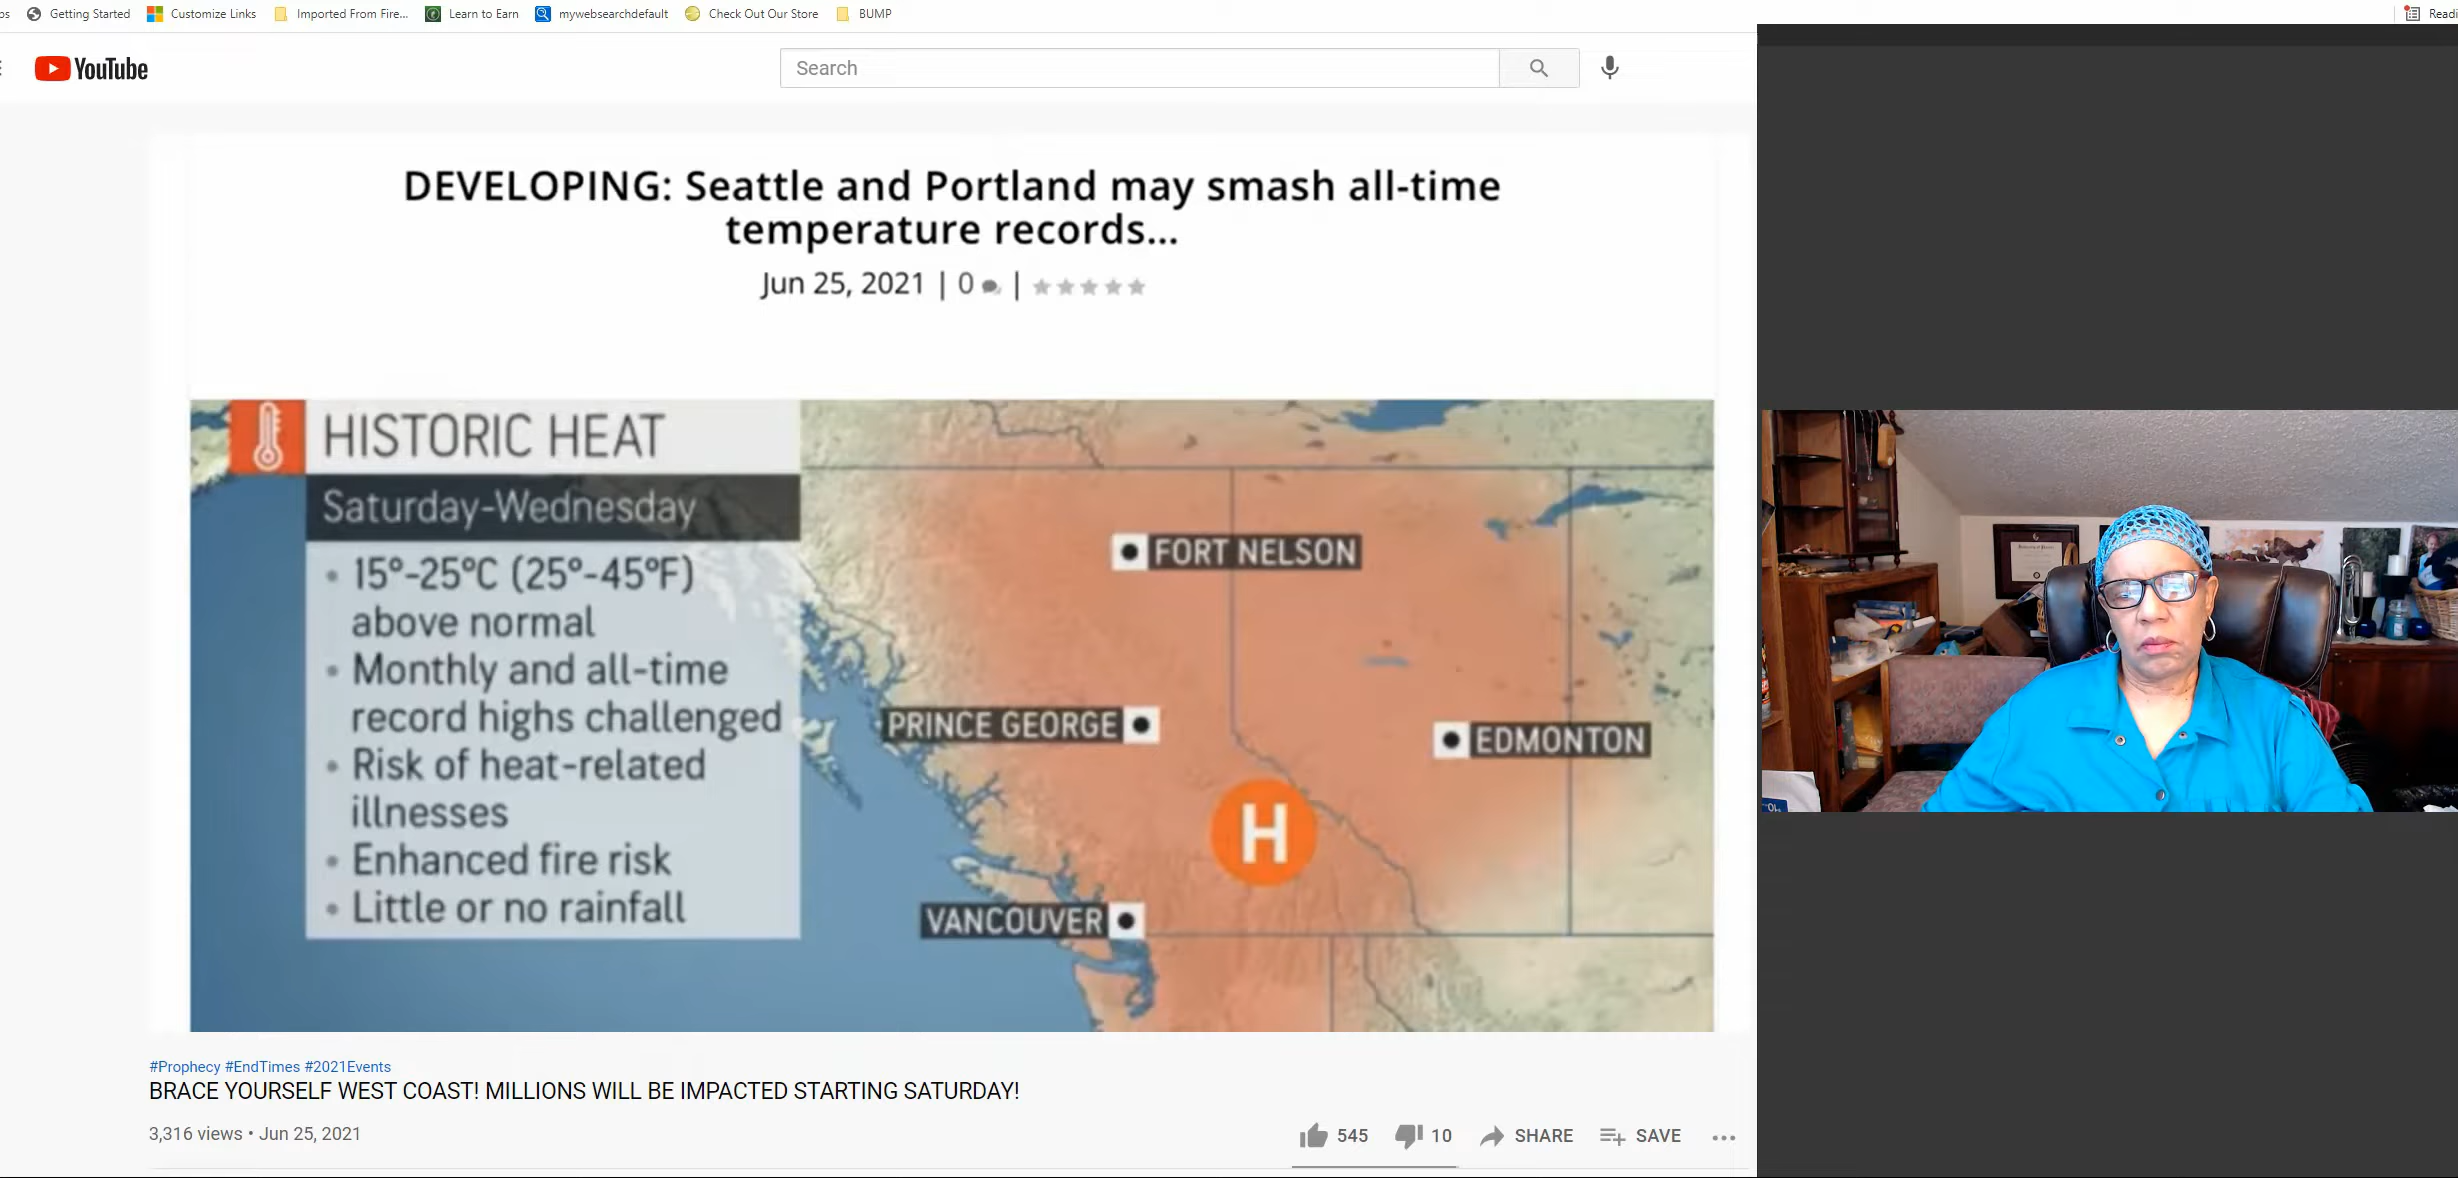 Getting Started Customize Links Imported From Fire... Learn to Earn mywebsearchdefault Check Out Our Store BUMP
YouTube
Search
DEVELOPING: Seattle and Portland may smash all-time
temperature records...
Jun 25, 2021 | 0 |
HISTORIC HEAT
Saturday-Wednesday
• 15°-25°C (25°-45°F)
above normal
• Monthly and all-time
record highs challenged
• Risk of heat-related
illnesses
• Enhanced fire risk
• Little or no rainfall
FORT NELSON
PRINCE GEORGE
EDMONTON
H
VANCOUVER
#Prophecy #EndTimes #2021Events
BRACE YOURSELF WEST COAST! MILLIONS WILL BE IMPACTED STARTING SATURDAY!
3,316 views • Jun 25, 2021
545 10 SHARE SAVE